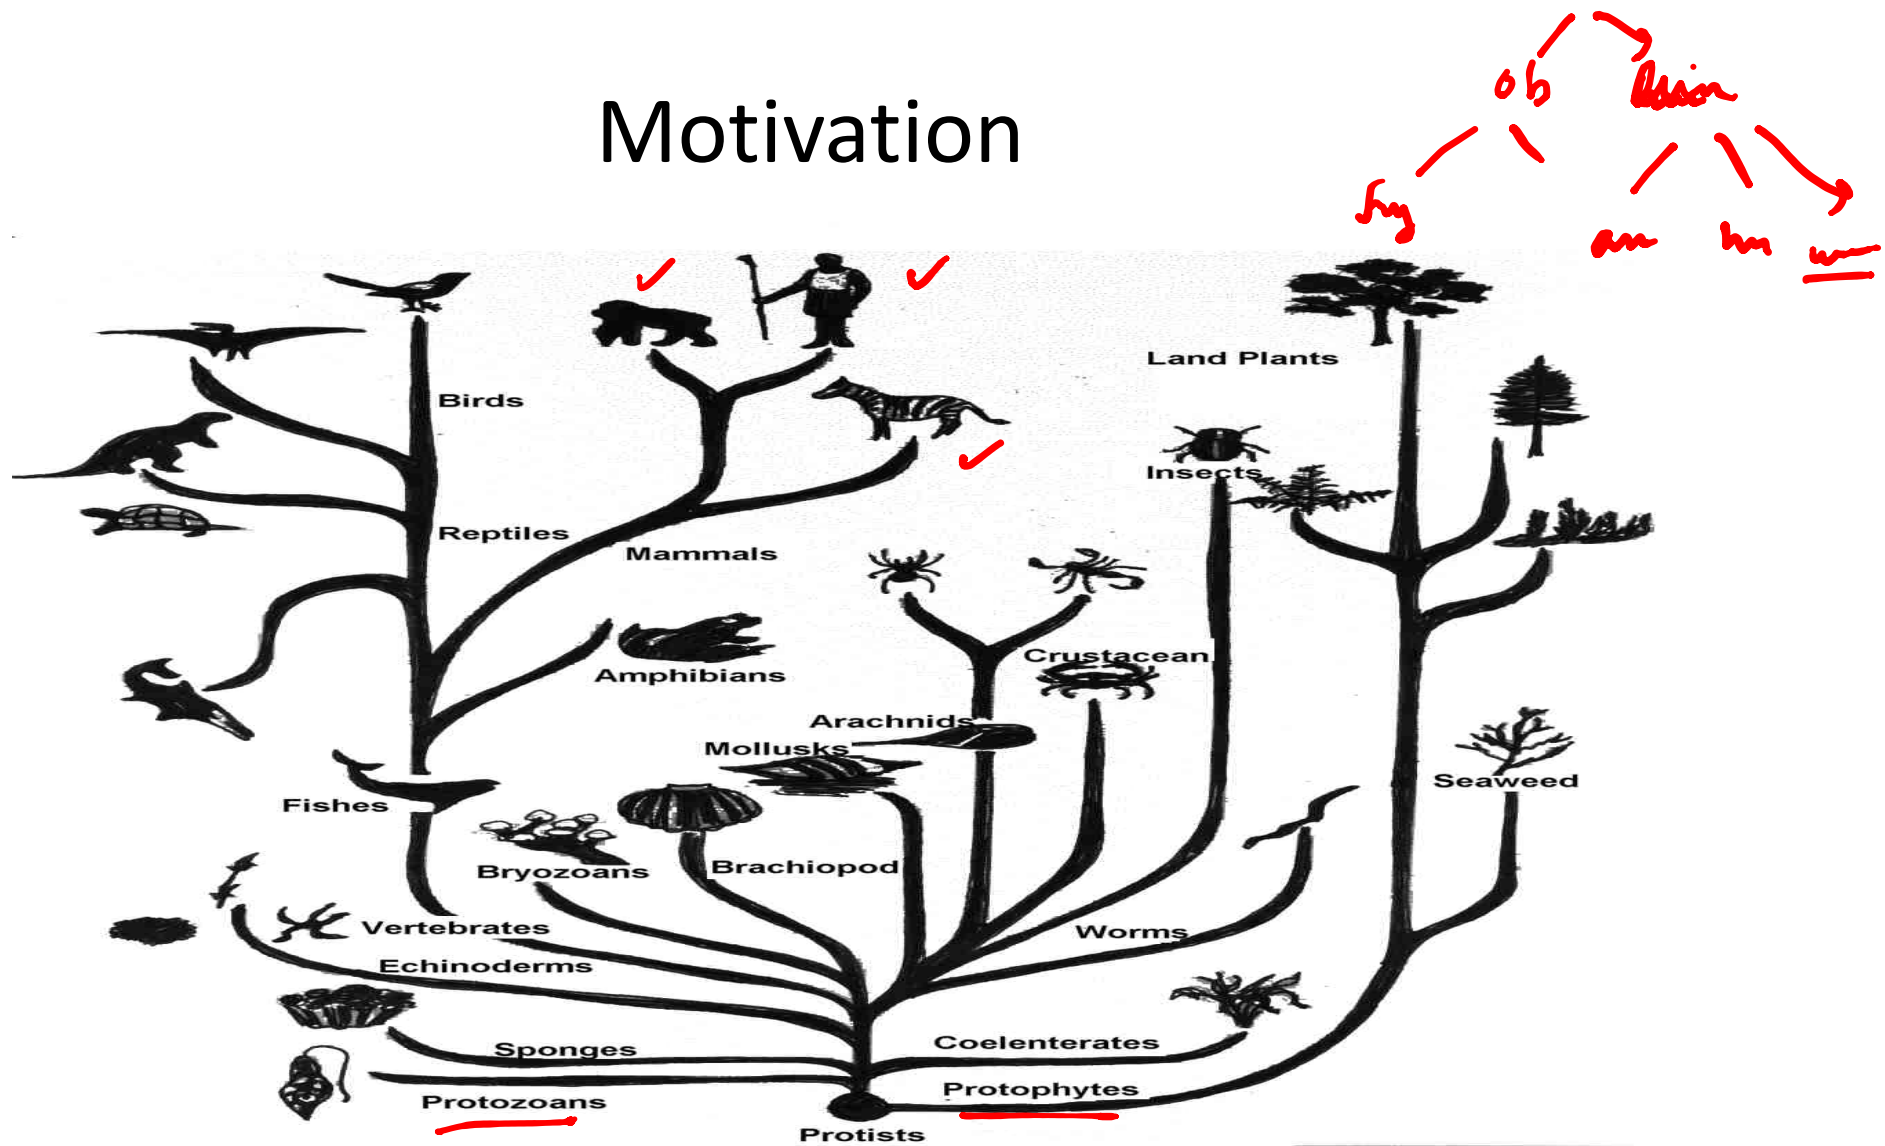 Motivation
ob
Land Plants
Birds
Insects
Reptiles
Mammals
Crustacean
Amphibians
Arachnids
Mollusks
Seaweed
Fishes
Brachiopod
Bryozoans
Vertebrates
Worms
Echinoderms
Coelenterates
Sponges
Protophytes
Protozoans
Protists